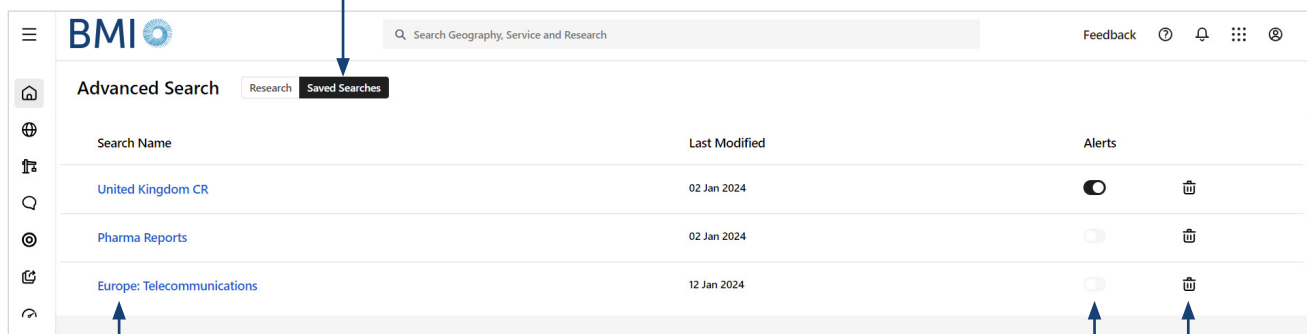 BMI
Search Geography, Service and Research
Feedback
Advanced Search
Research
Saved Searches
Search Name Last Modified Alerts
United Kingdom CR 02 Jan 2024
Pharma Reports 02 Jan 2024
Europe: Telecommunications 12 Jan 2024